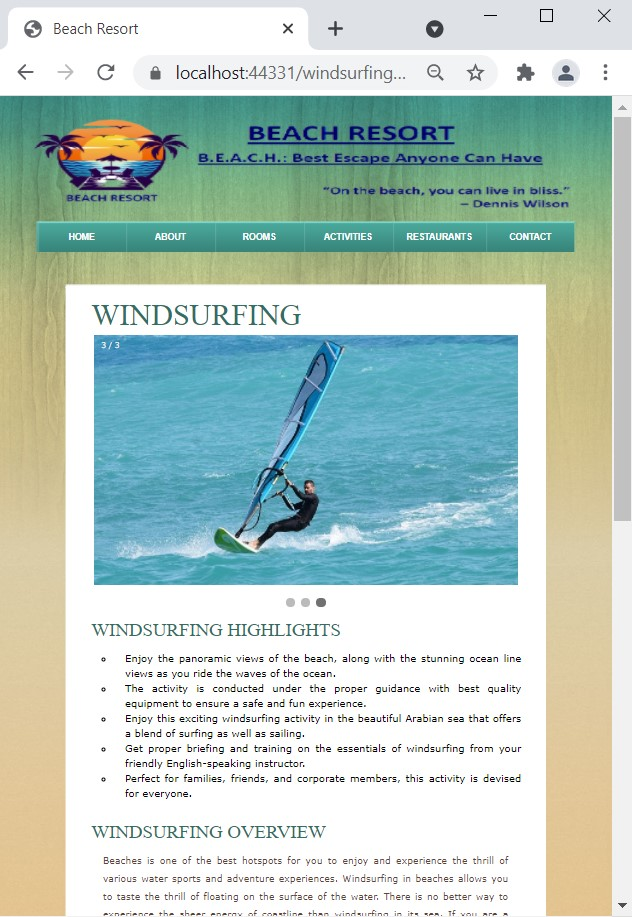 Beach Resort
localhost:44331/windsurfing...
BEACH RESORT
B.E.A.C.H.: Best Escape Anyone Can Have
BEACH RESORT
“On the beach, you can live in bliss.”
– Dennis Wilson
HOME ABOUT ROOMS ACTIVITIES RESTAURANTS CONTACT
WINDSURFING
3 / 3
WINDSURFING HIGHLIGHTS
Enjoy the panoramic views of the beach, along with the stunning ocean line
views as you ride the waves of the ocean.
The activity is conducted under the proper guidance with best quality
equipment to ensure a safe and fun experience.
Enjoy this exciting windsurfing activity in the beautiful Arabian sea that offers
a blend of surfing as well as sailing.
Get proper briefing and training on the essentials of windsurfing from your
friendly English-speaking instructor.
Perfect for families, friends, and corporate members, this activity is devised
for everyone.
WINDSURFING OVERVIEW
Beaches is one of the best hotspots for you to enjoy and experience the thrill of
various water sports and adventure experiences. Windsurfing in beaches allows you
to taste the thrill of floating on the surface of the water. There is no better way to
experience the sheer energy of coastline than windsurfing in its sea. If you are a